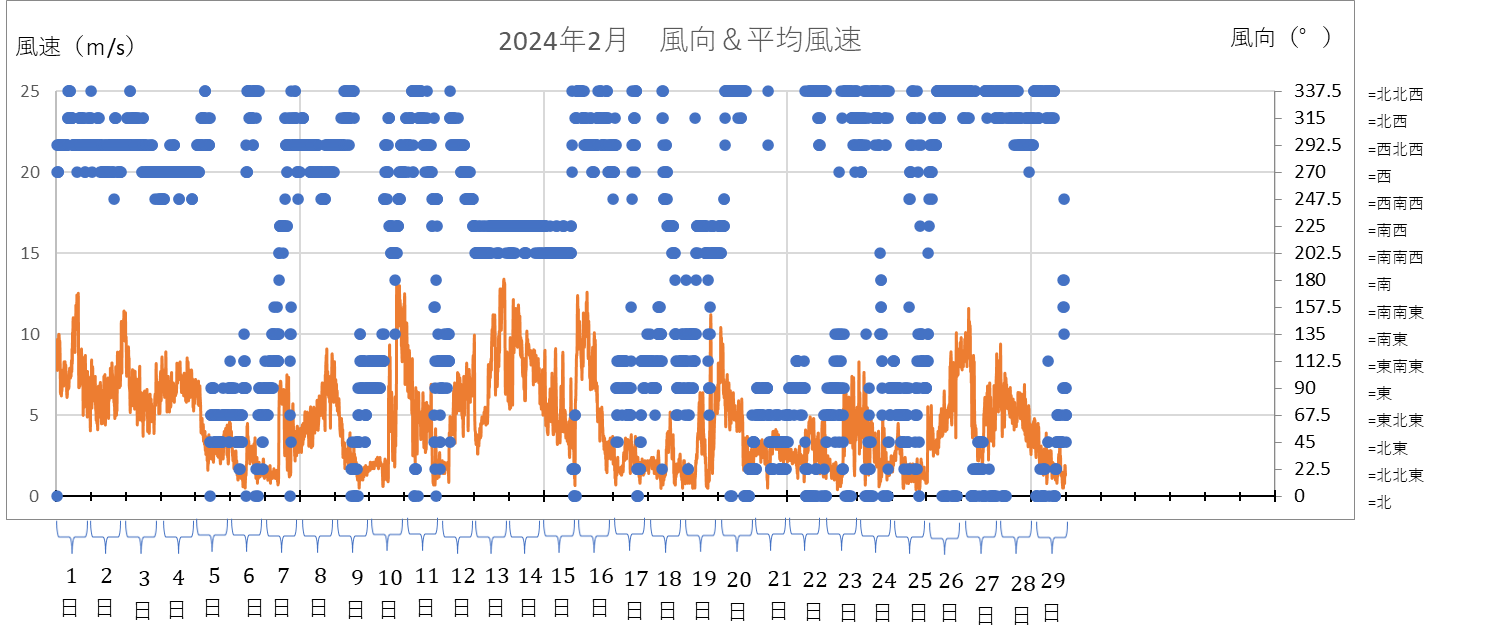 2024年2月　風向＆平均風速
風速（m/s）
風向（°）
25
20
15
10
5
0
337.5
315
292.5
270
247.5
225
202.5
180
157.5
135
112.5
90
67.5
45
22.5
0
=北北西
=北西
=西北西
=西
=西南西
=南西
=南南西
=南
=南南東
=南東
=東南東
=東
=東北東
=北東
=北北東
=北
1日
2日
3日
4日
5日
6日
7日
8日
9日
10日
11日
12日
13日
14日
15日
16日
17日
18日
19日
20日
21日
22日
23日
24日
25日
26日
27日
28日
29日